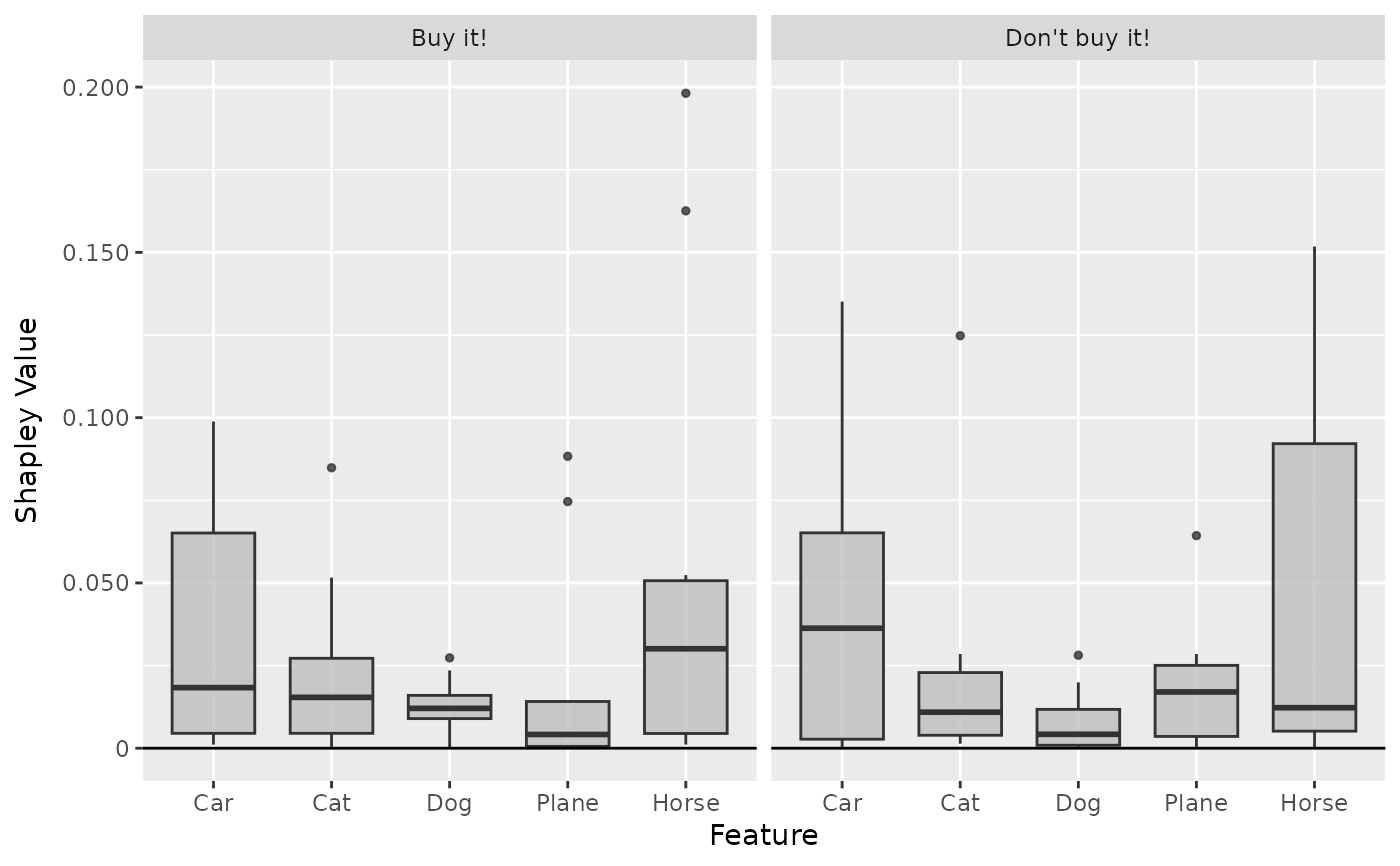 Buy it!
Don't buy it!
Shapley Value
0.200
0.150
0.100
0.050
0
Car Cat Dog Plane Horse
Car Cat Dog Plane Horse
Feature